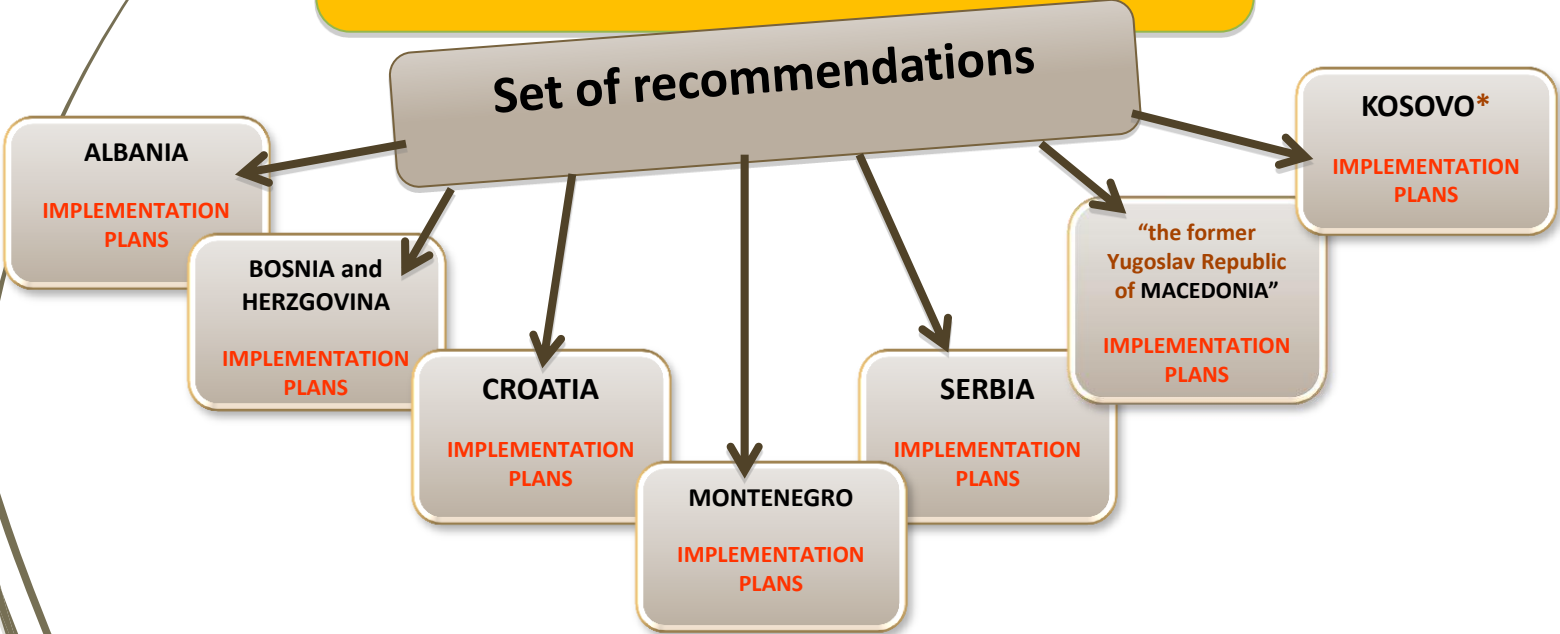 Set of recommendations
ALBANIA
IMPLEMENTATION
PLANS
BOSNIA and
HERZGOVINA
IMPLEMENTATION
PLANS
CROATIA
IMPLEMENTATION
PLANS
MONTENEGRO
IMPLEMENTATION
PLANS
SERBIA
IMPLEMENTATION
PLANS
“the former
Yugoslav Republic
of MACEDONIA”
IMPLEMENTATION
PLANS
KOSOVO*
IMPLEMENTATION
PLANS